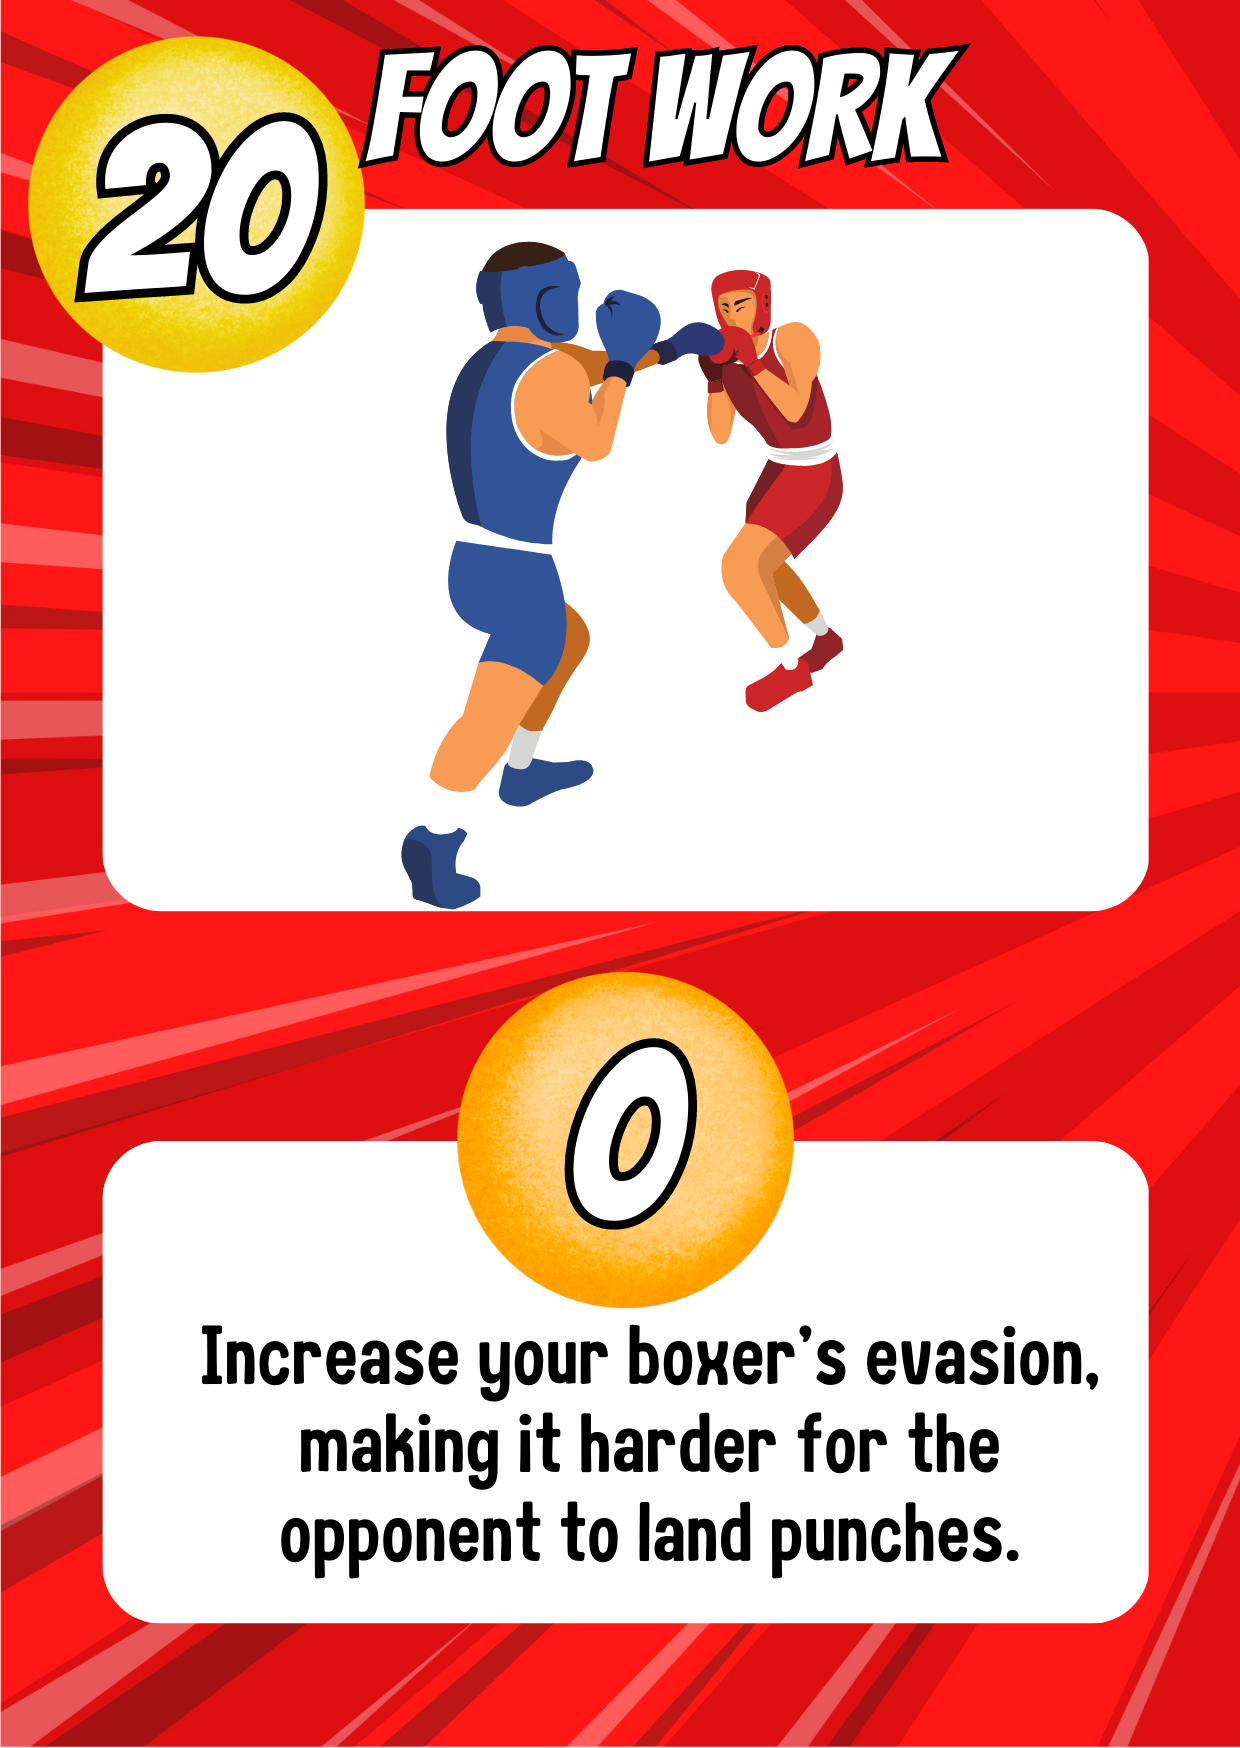 FOOT WORK
20
0
Increase your boxer's evasion,
making it harder for the
opponent to land punches.